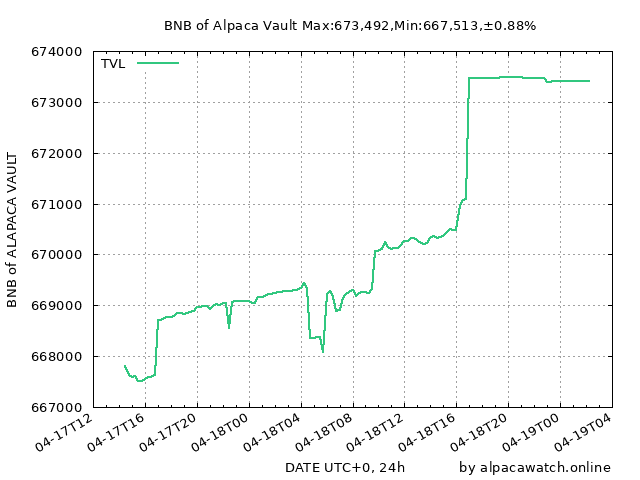 BNB of Alpaca Vault Max:673,492,Min:667,513,±0.88%
TVL
674000
673000
672000
671000
670000
669000
668000
667000
BNB of ALAPACA VAULT
04-17T12
04-17T16
04-17T20
04-18T00
04-18T04
04-18T08
04-18T12
04-18T16
04-18T20
04-19T00
04-19T04
DATE UTC+0, 24h
by alpacawatch.online